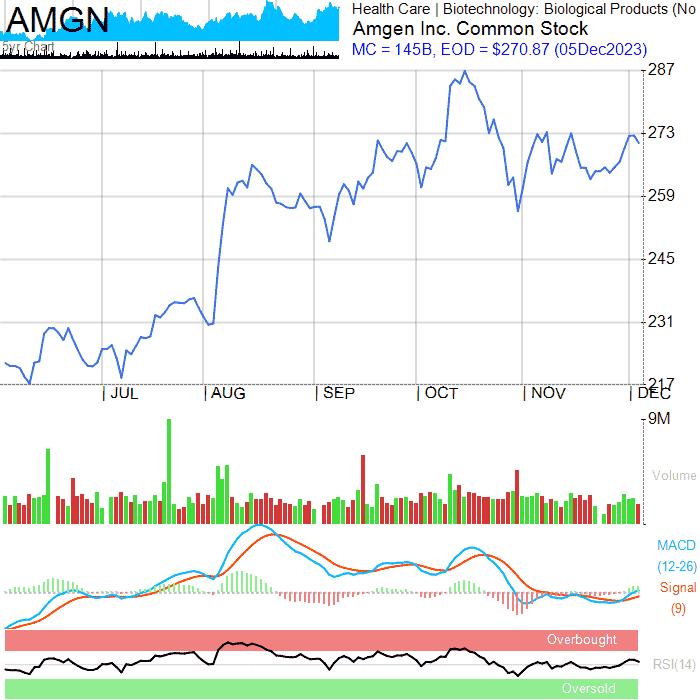 AMGN
5yr Chart
Health Care | Biotechnology: Biological Products (No
Amgen Inc. Common Stock
MC = 145B, EOD = $270.87 (05Dec2023)
287
273
259
245
231
217
| JUL | AUG | SEP | OCT | NOV | DEC
9M
Volume
MACD
(12-26)
Signal
(9)
Overbought
RSI(14)
Oversold